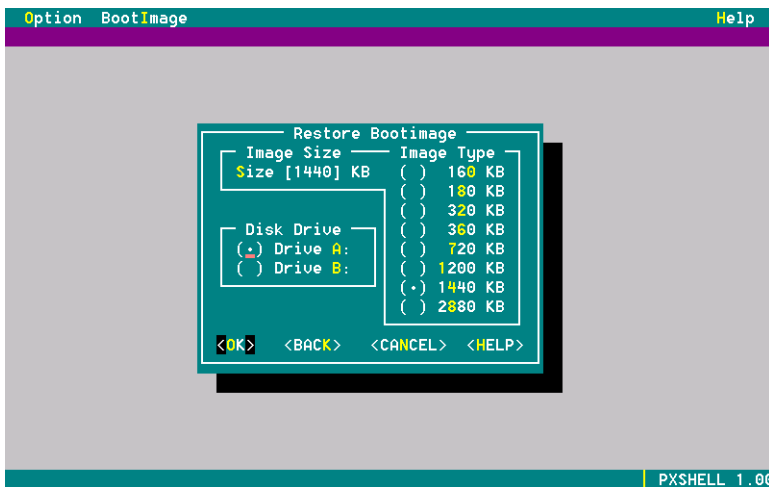 Option BootImage Help
Restore Bootimage
Image Size Image Type
Size [1440] KB ( ) 160 KB
( ) 180 KB
( ) 320 KB
Disk Drive ( ) 360 KB
(•) Drive A: ( ) 720 KB
( ) Drive B: ( ) 1200 KB
(•) 1440 KB
( ) 2880 KB
<OK> <BACK> <CANCEL> <HELP>
PXSHELL 1.00